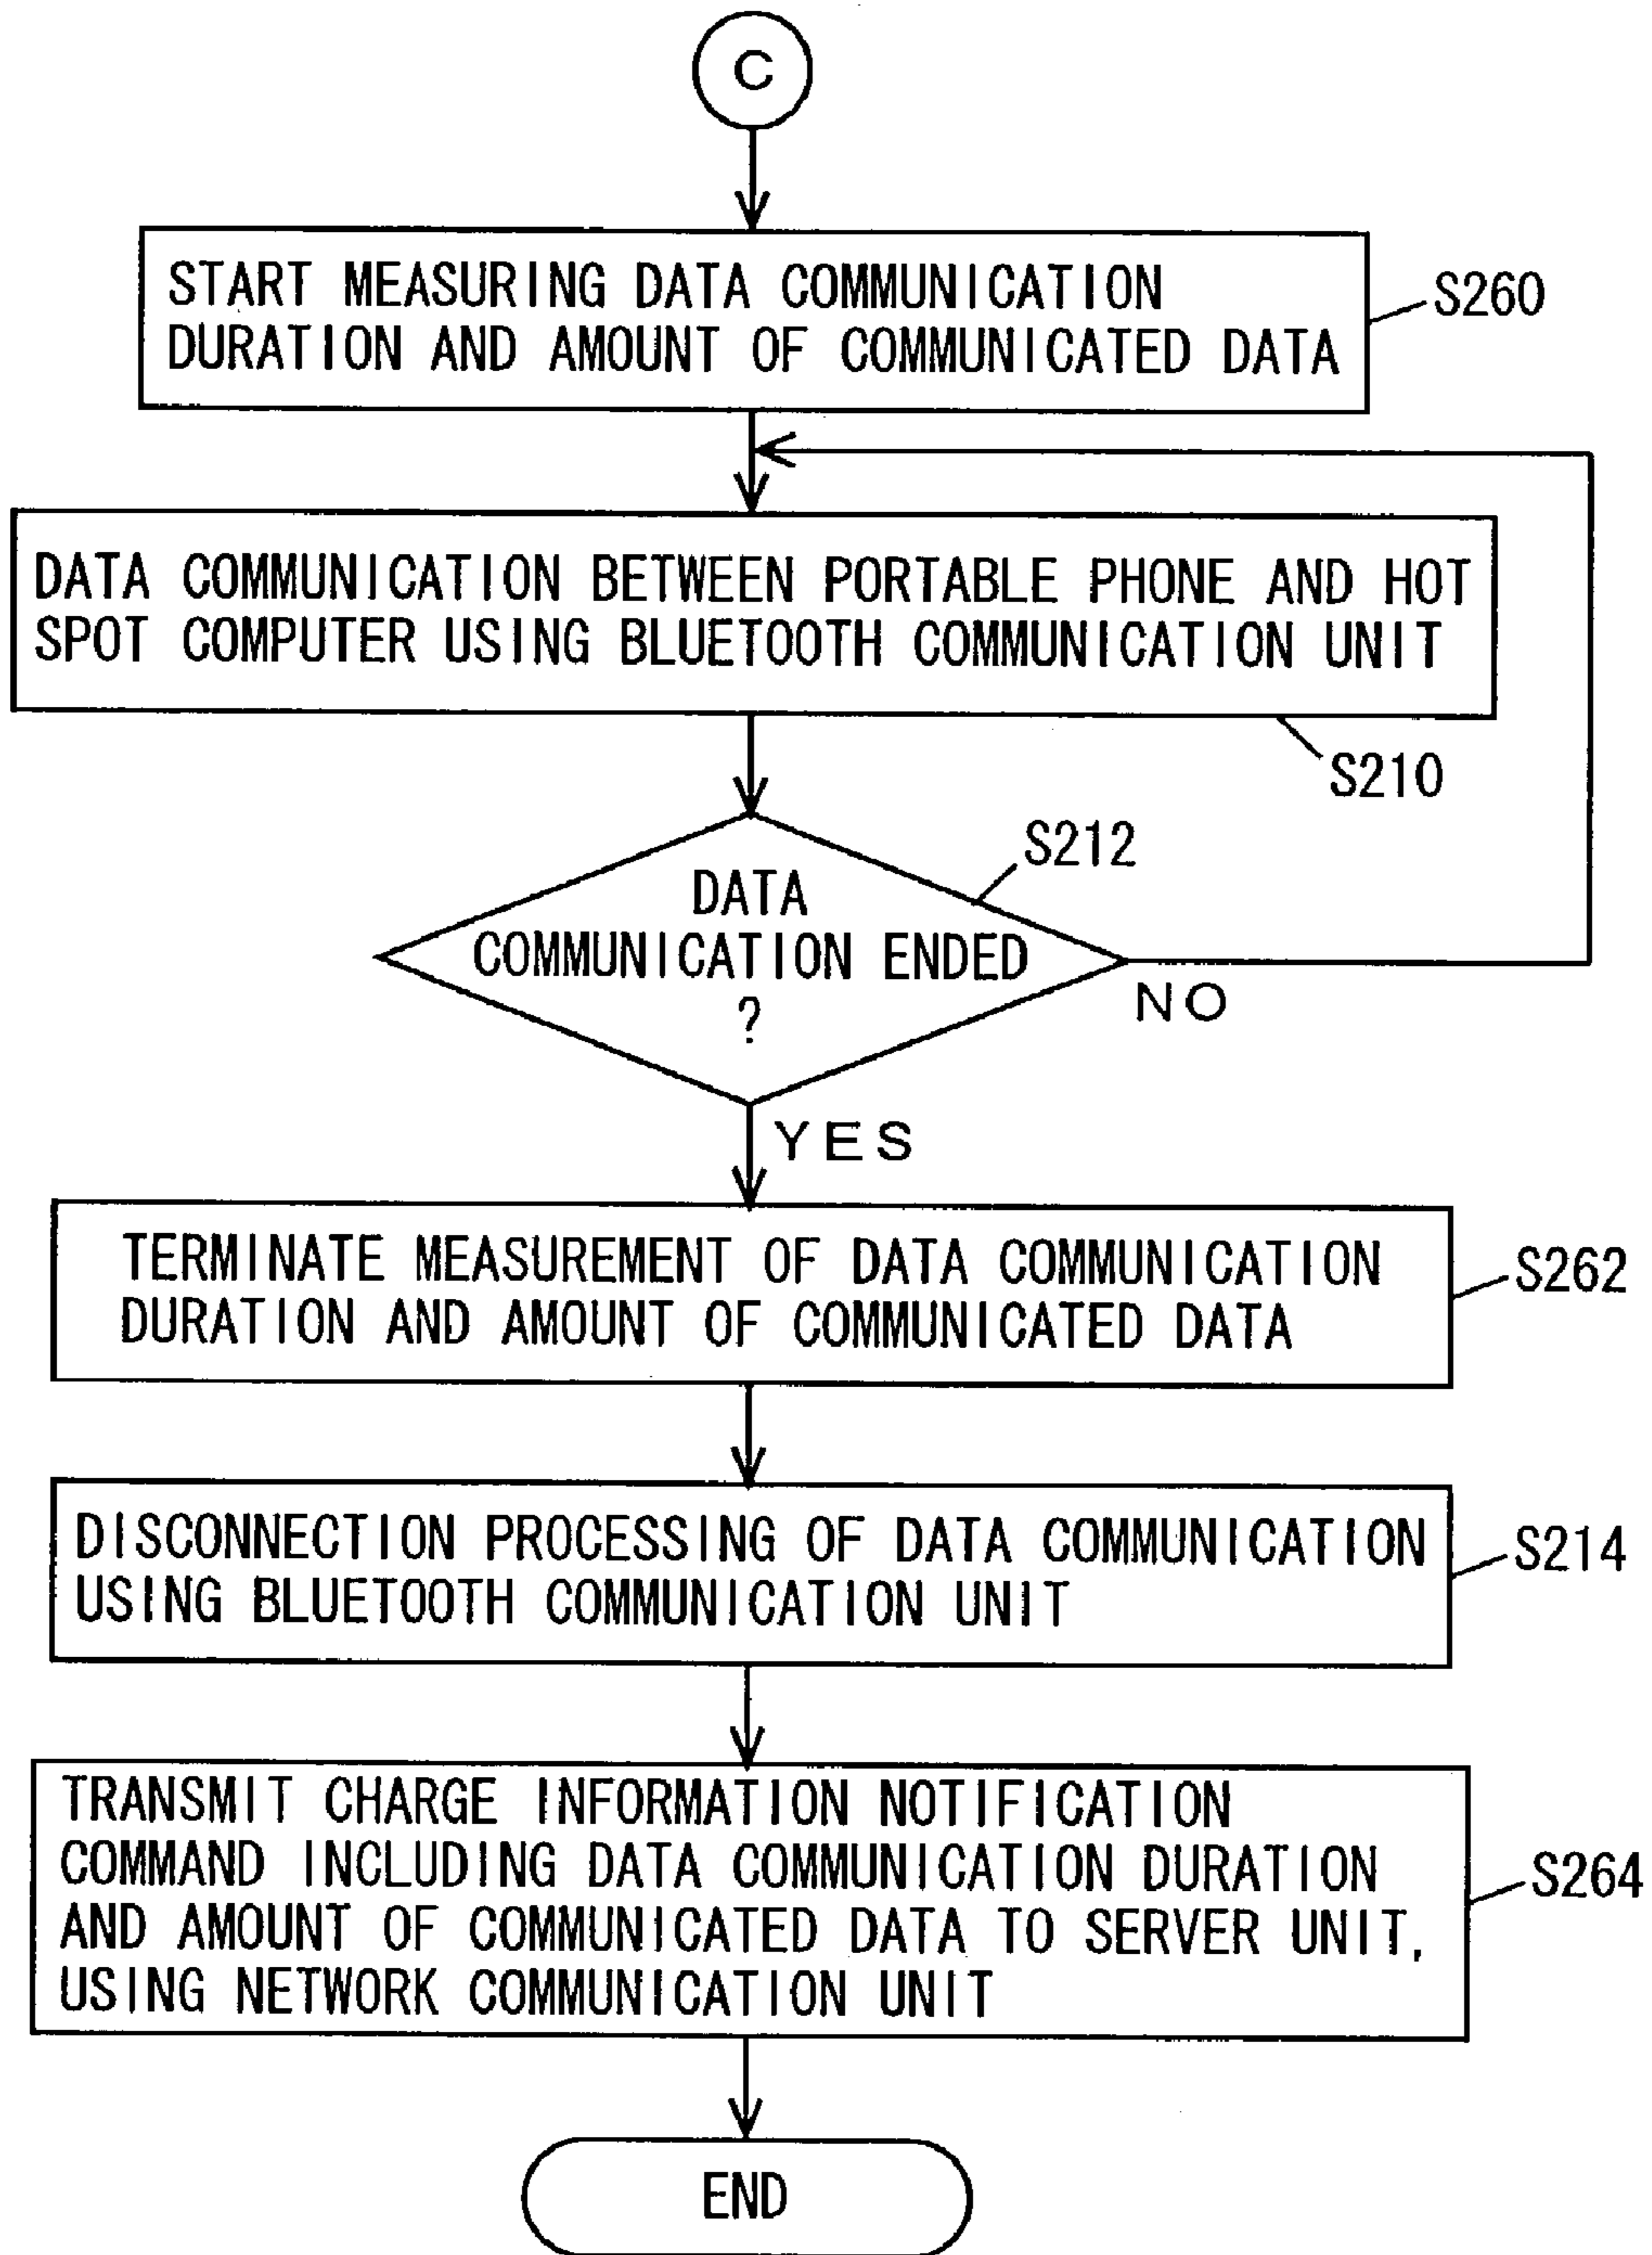 C
START MEASURING DATA COMMUNICATION
DURATION AND AMOUNT OF COMMUNICATED DATA
S260
DATA COMMUNICATION BETWEEN PORTABLE PHONE AND HOT
SPOT COMPUTER USING BLUETOOTH COMMUNICATION UNIT
S210
S212
DATA
COMMUNICATION ENDED
?
NO
YES
TERMINATE MEASUREMENT OF DATA COMMUNICATION
DURATION AND AMOUNT OF COMMUNICATED DATA
S262
DISCONNECTION PROCESSING OF DATA COMMUNICATION
USING BLUETOOTH COMMUNICATION UNIT
S214
TRANSMIT CHARGE INFORMATION NOTIFICATION
COMMAND INCLUDING DATA COMMUNICATION DURATION
AND AMOUNT OF COMMUNICATED DATA TO SERVER UNIT,
USING NETWORK COMMUNICATION UNIT
S264
END